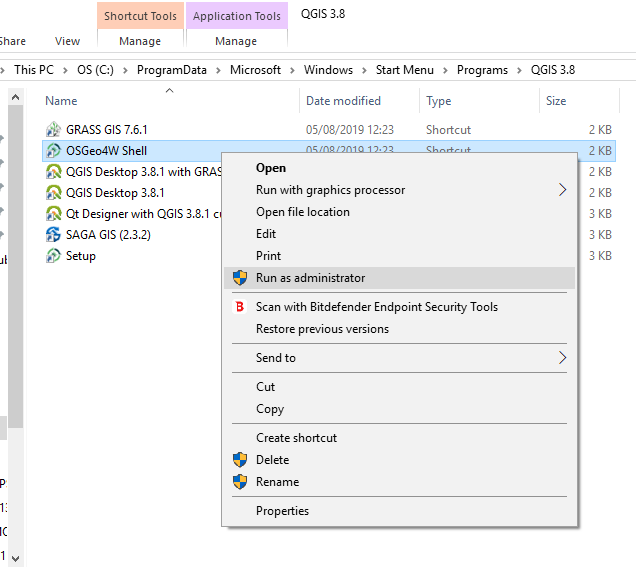 Shortcut Tools Application Tools QGIS 3.8
Share View Manage Manage
This PC > OS (C:) > ProgramData > Microsoft > Windows > Start Menu > Programs > QGIS 3.8
Name Date modified Type Size
GRASS GIS 7.6.1 05/08/2019 12:23 Shortcut 2 KB
OSGeo4W Shell 05/08/2019 12:23 Shortcut 2 KB
QGIS Desktop 3.8.1 with GRAS 2 KB
QGIS Desktop 3.8.1 2 KB
Qt Designer with QGIS 3.8.1 cu 3 KB
SAGA GIS (2.3.2) 3 KB
Setup 3 KB
Open
Run with graphics processor
Open file location
Edit
Print
Run as administrator
Scan with Bitdefender Endpoint Security Tools
Restore previous versions
Send to
Cut
Copy
Create shortcut
Delete
Rename
Properties